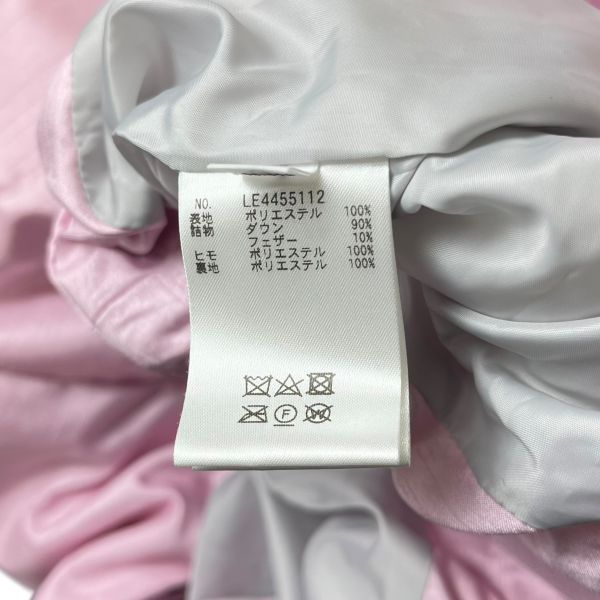 NO. LE4455112
表地 ポリエステル 100%
詰物 ダウン 90%
フェザー 10%
ヒモ ポリエステル 100%
裏地 ポリエステル 100%
F W